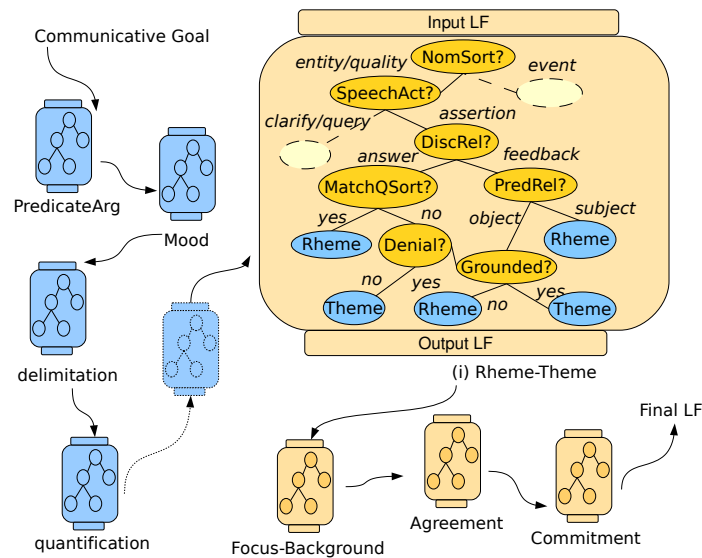 Input LF
Communicative Goal
NomSort?
entity/quality
event
SpeechAct?
clarify/query
assertion
DiscRel?
answer
feedback
MatchQSort?
PredRel?
PredicateArg
yes
no
object
subject
Mood
Rheme
Denial?
Rheme
Grounded?
no
yes
no
yes
Theme
Rheme
Theme
Output LF
delimitation
(i) Rheme-Theme
Final LF
quantification
Focus-Background
Agreement
Commitment